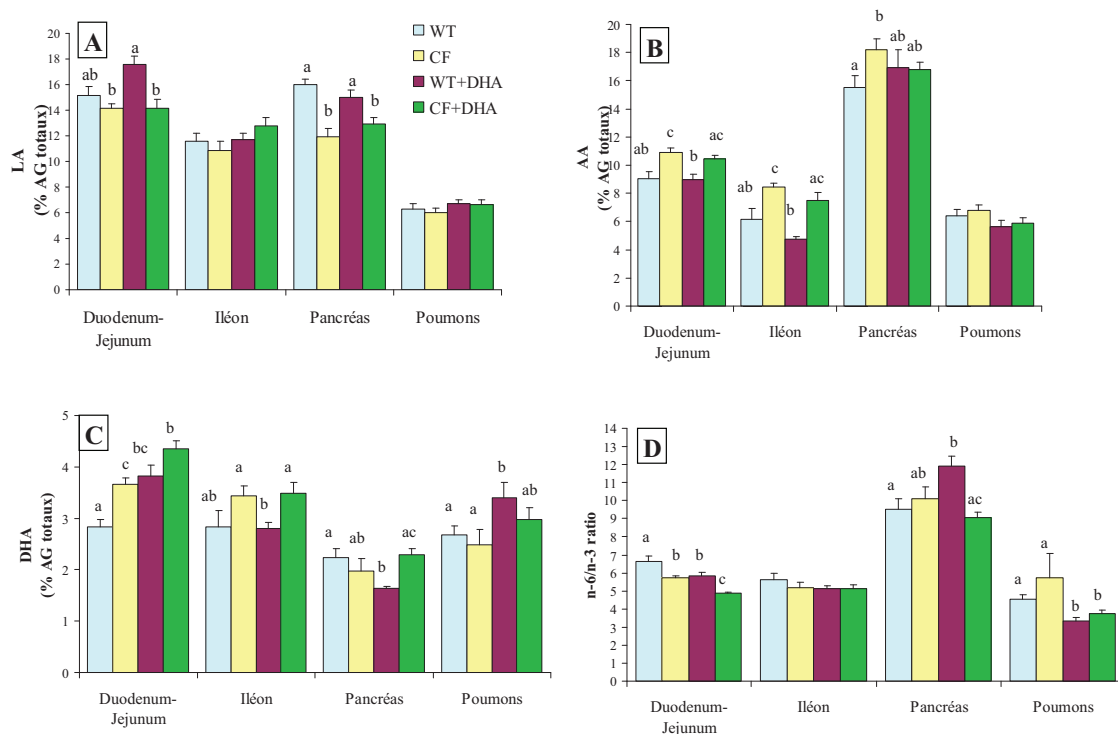 A
LA
(% AG totaux)
20
18
16
14
12
10
8
6
4
2
0
ab b a b
a b a b
Duodenum-
Jejunum
Iléon
Pancréas
Poumons
WT
CF
WT+DHA
CF+DHA
B
AA
(% AG totaux)
20
18
16
14
12
10
8
6
4
2
0
ab c b ac
ab c b ac
a b ab ab
Duodenum-
Jejunum
Iléon
Pancréas
Poumons
C
DHA
(% AG totaux)
5
4
3
2
1
0
a c bc b
ab a b a
a ab b ac
a a b ab
Duodenum-
Jejunum
Iléon
Pancréas
Poumons
D
n-6/n-3 ratio
14
13
12
11
10
9
8
7
6
5
4
3
2
1
0
a b b c
a ab b ac
a a b b
Duodenum-
Jejunum
Iléon
Pancréas
Poumons